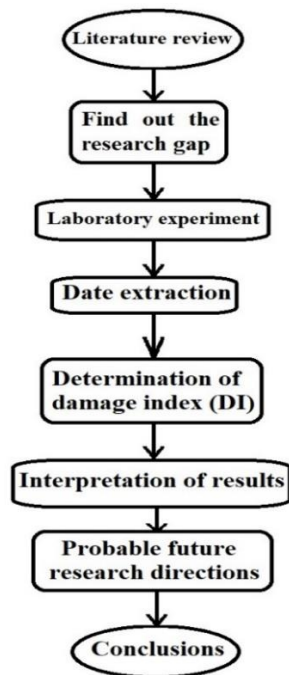 Literature review
Find out the
research gap
Laboratory experiment
Date extraction
Determination of
damage index (DI)
Interpretation of results
Probable future
research directions
Conclusions